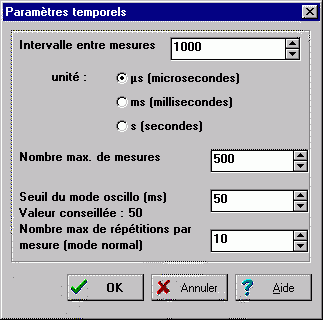 Paramètres temporels
Intervalle entre mesures 1000
unité :
µs (microsecondes)
ms (millisecondes)
s (secondes)
Nombre max. de mesures 500
Seuil du mode oscillo (ms) 50
Valeur conseillée : 50
Nombre max de répétitions par
mesure (mode normal) 10
OK Annuler ? Aide